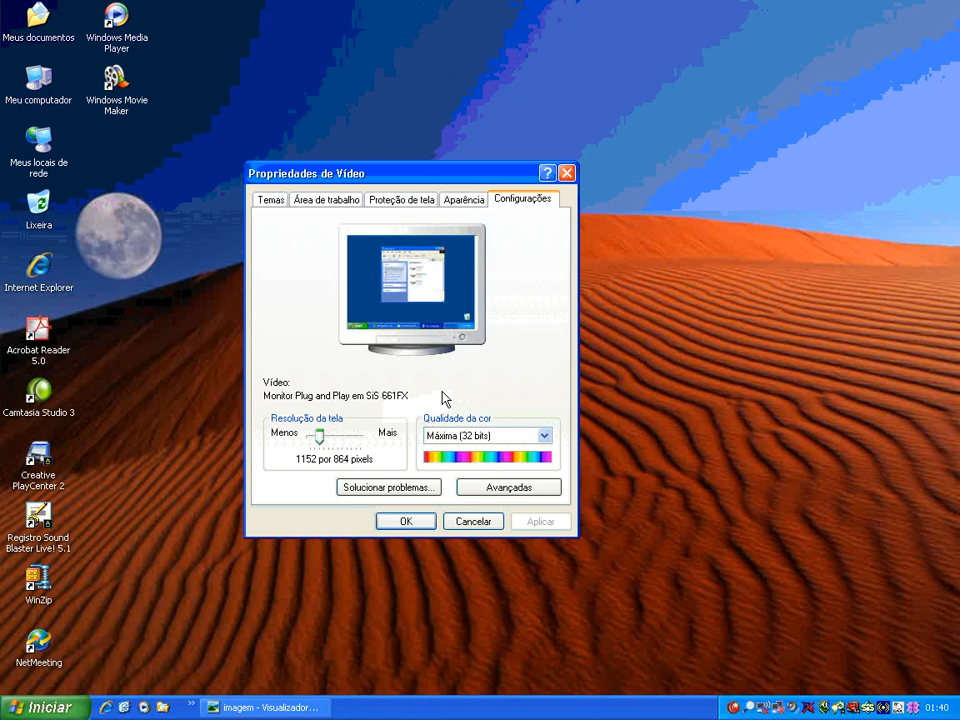 Meus documentos
Windows Media
Player
Meu computador
Windows Movie
Maker
Meus locais de
rede
Lixeira
Internet Explorer
Acrobat Reader
5.0
Camtasia Studio 3
Creative
PlayCenter 2
Registro Sound
Blaster Live! 5.1
WinZip
NetMeeting
Propriedades de Vídeo
Temas
Área de trabalho
Proteção de tela
Aparência
Configurações
Vídeo:
Monitor Plug and Play em SiS 661FX
Resolução da tela
Menos
Mais
1152 por 864 pixels
Qualidade da cor
Máxima (32 bits)
Solucionar problemas...
Avançadas
OK
Cancelar
Aplicar
Iniciar
imagem - Visualizador...
01:40